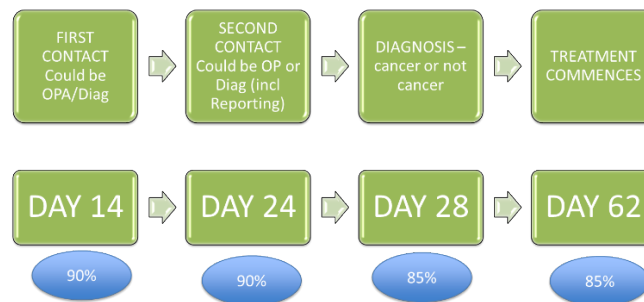 FIRST
CONTACT
Could be
OPA/Diag
SECOND
CONTACT
Could be OP or
Diag (incl
Reporting)
DIAGNOSIS –
cancer or not
cancer
TREATMENT
COMMENCES
DAY 14
DAY 24
DAY 28
DAY 62
90%
90%
85%
85%